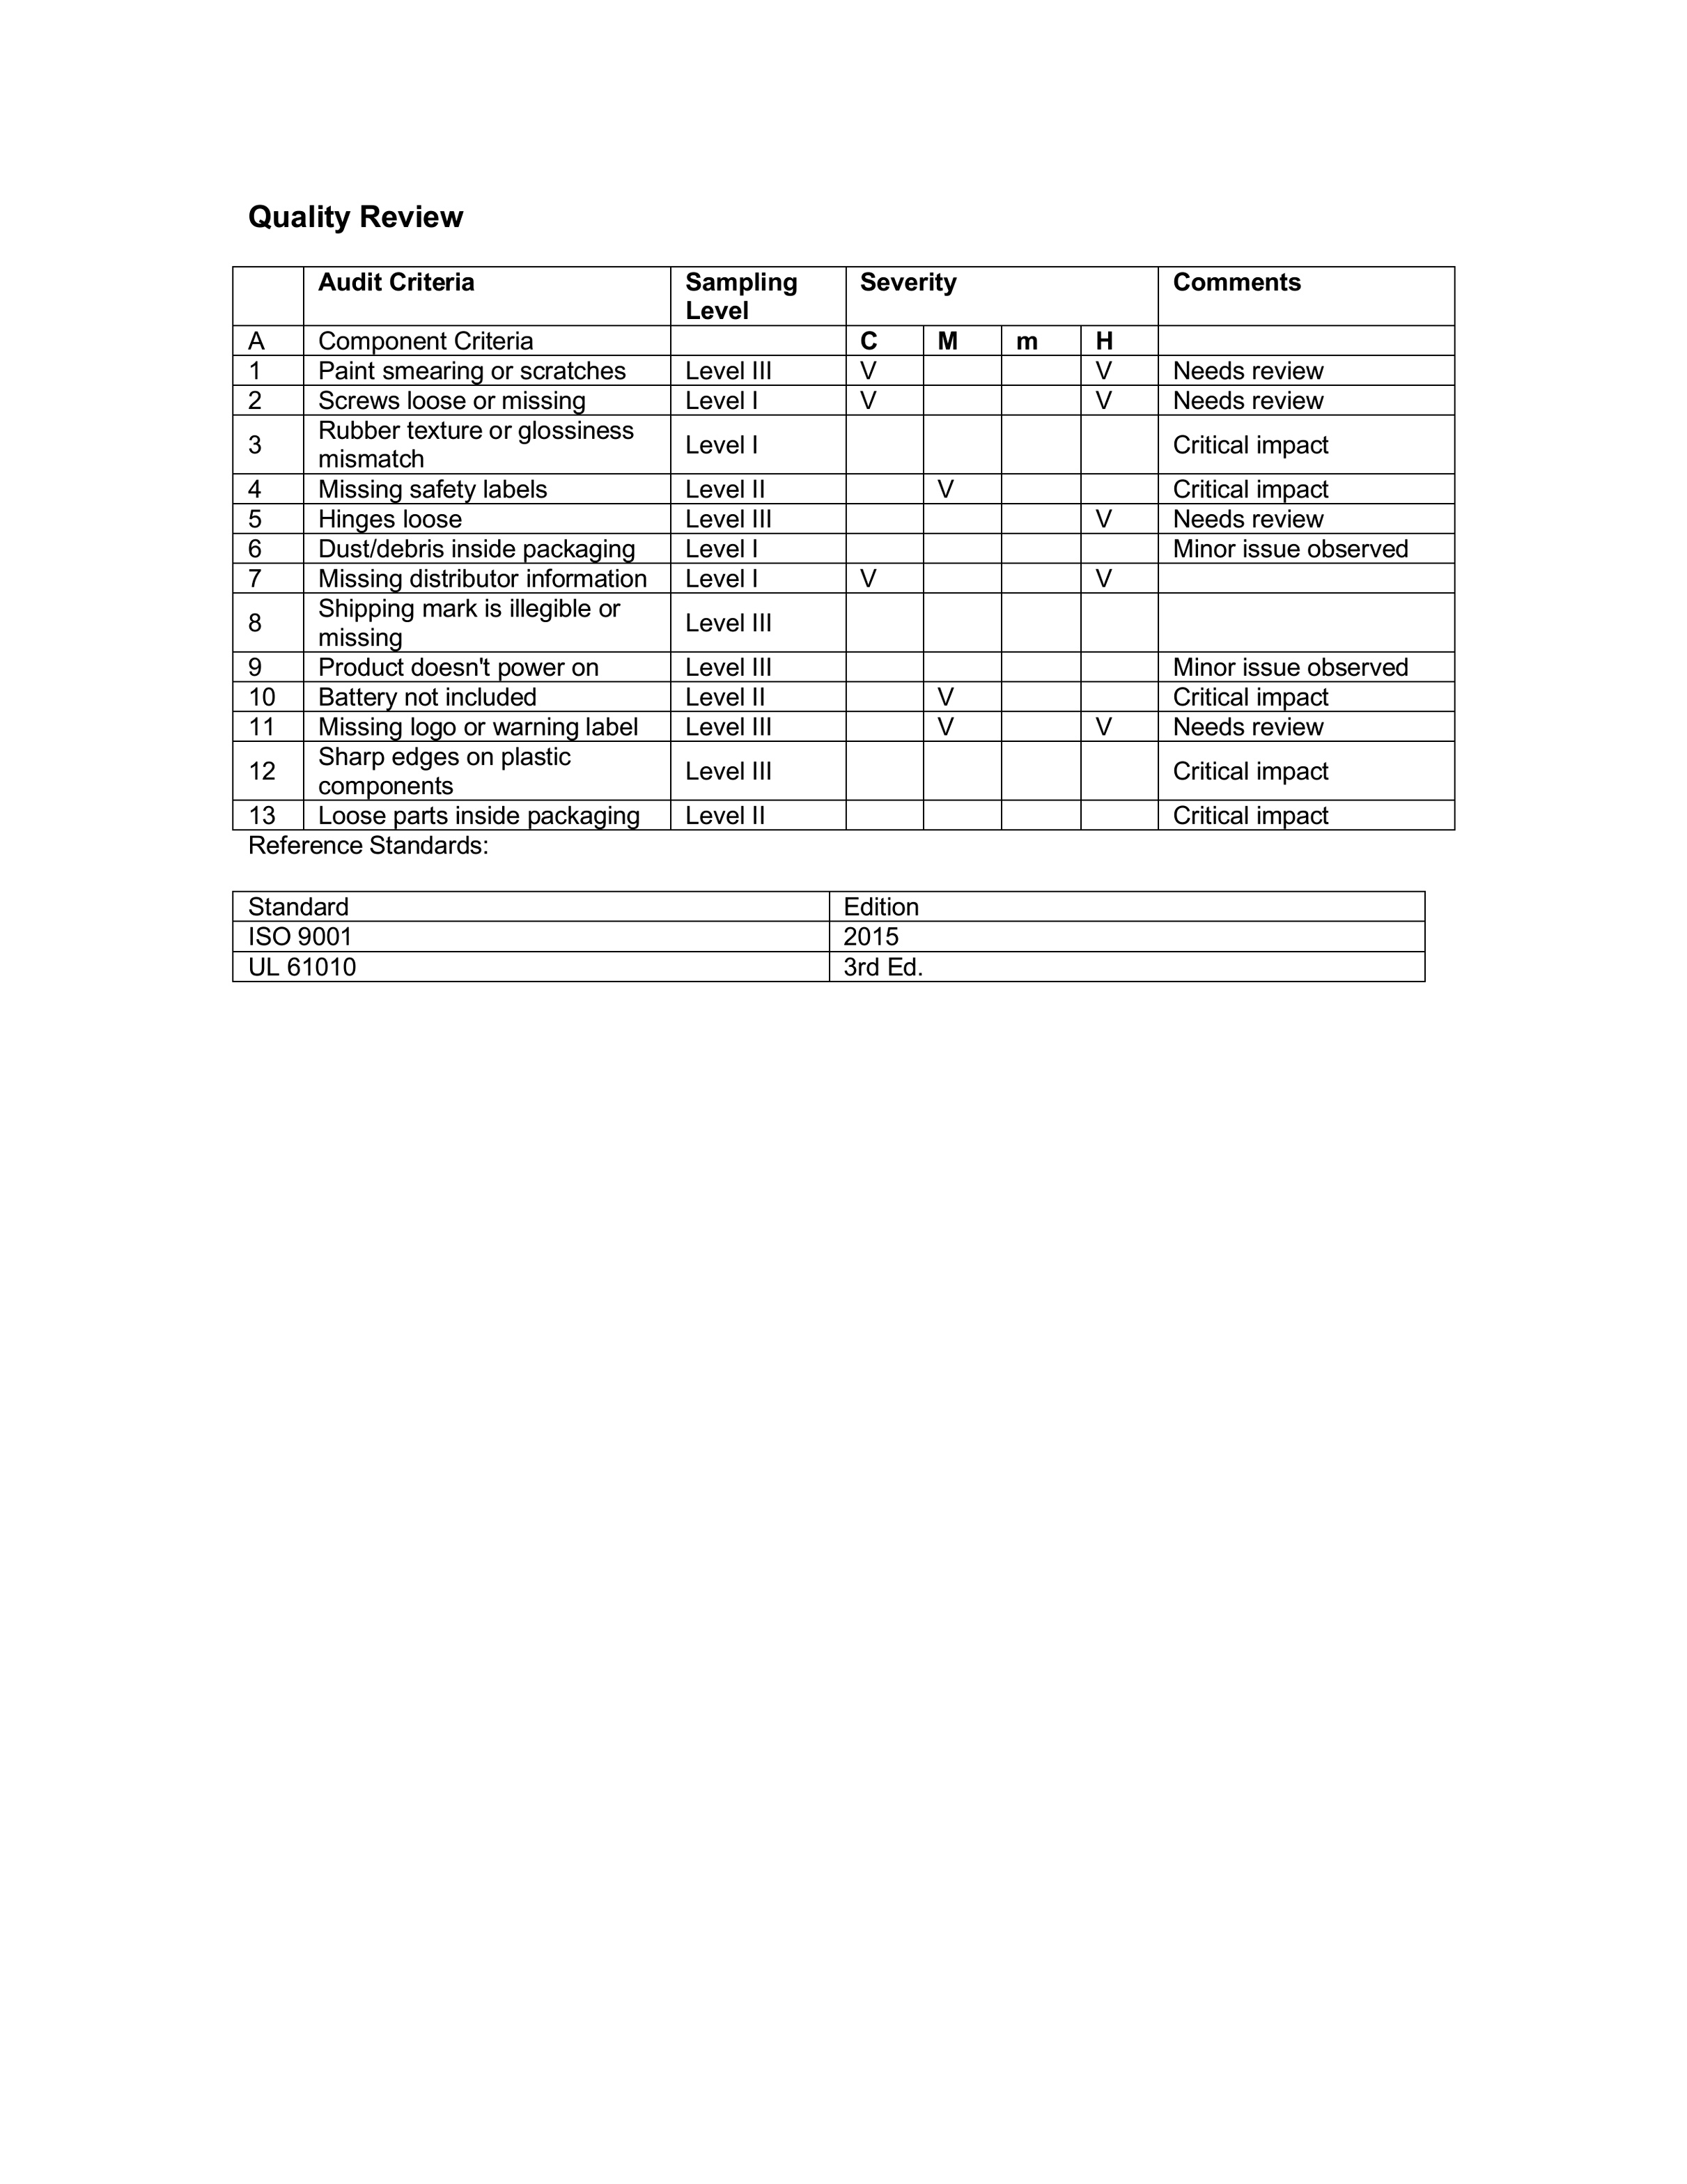 Quality Review
Audit Criteria Sampling Level Severity Comments
A Component Criteria C M m H
1 Paint smearing or scratches Level III V V Needs review
2 Screws loose or missing Level I V V Needs review
3 Rubber texture or glossiness mismatch Level I Critical impact
4 Missing safety labels Level II V Critical impact
5 Hinges loose Level III V Needs review
6 Dust/debris inside packaging Level I Minor issue observed
7 Missing distributor information Level I V V
8 Shipping mark is illegible or missing Level III
9 Product doesn't power on Level III Minor issue observed
10 Battery not included Level II V Critical impact
11 Missing logo or warning label Level III V V Needs review
12 Sharp edges on plastic components Level III Critical impact
13 Loose parts inside packaging Level II Critical impact
Reference Standards:
Standard Edition
ISO 9001 2015
UL 61010 3rd Ed.